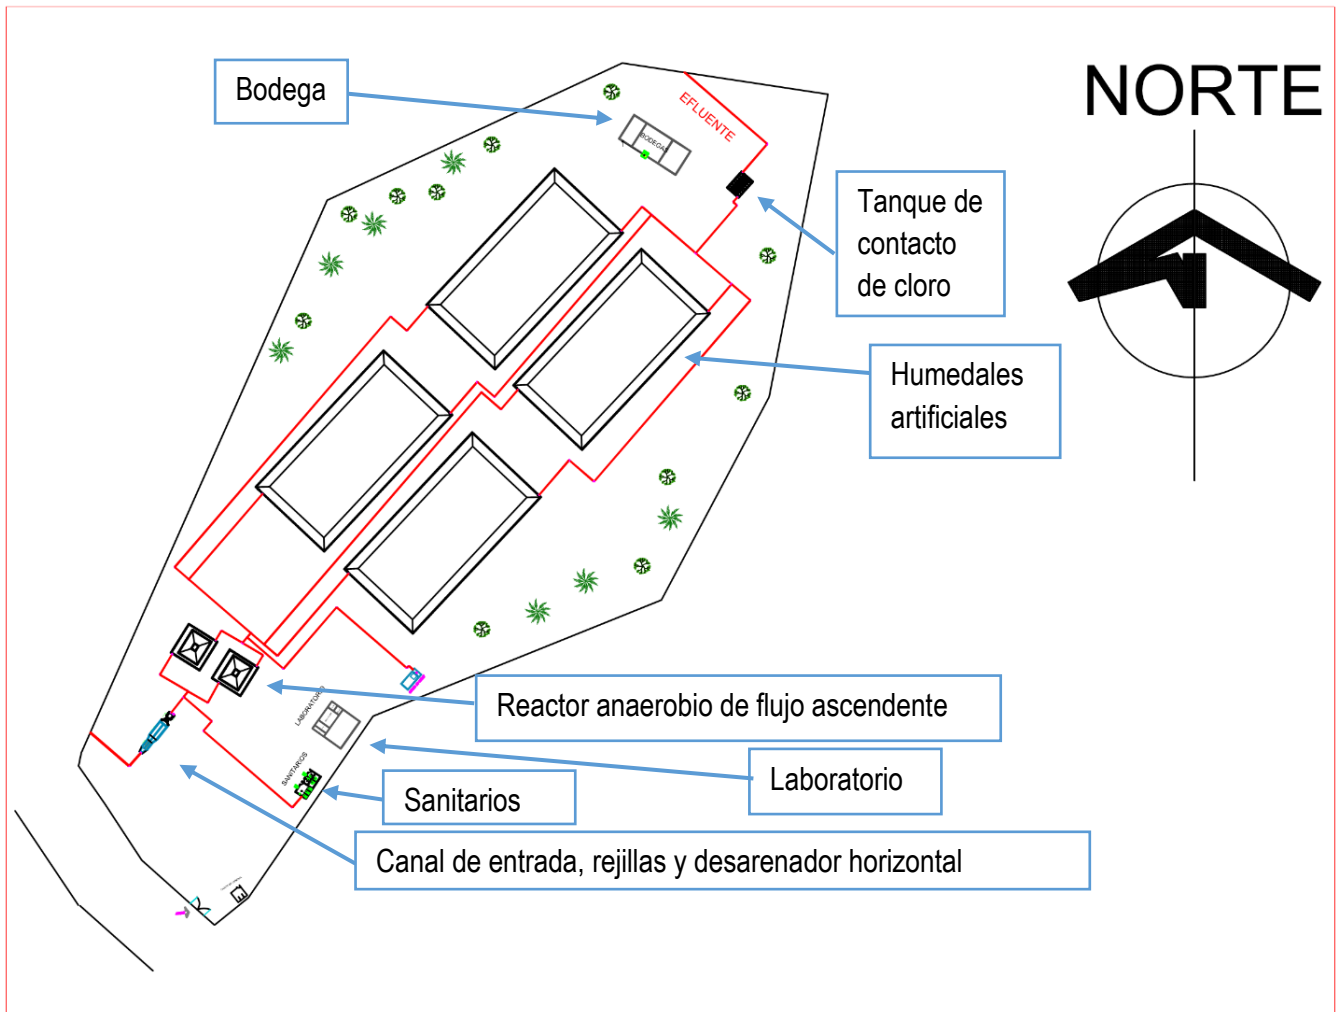 NORTE
Bodega
EFLUENTE
BODEGAS
Tanque de
contacto
de cloro
Humedales
artificiales
Reactor anaerobio de flujo ascendente
LABORATORIO
Laboratorio
SANITARIOS
Sanitarios
Canal de entrada, rejillas y desarenador horizontal